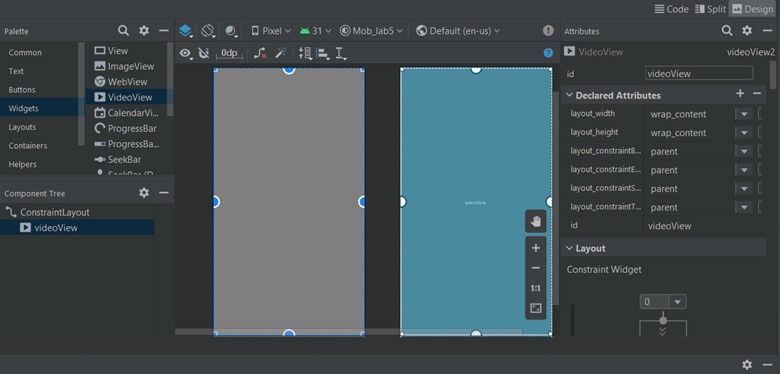 Code Split Design
Palette
Pixel 31 Mob_lab5 Default (en-us)
Attributes
Common
Text
Buttons
Widgets
Layouts
Containers
Helpers
View
ImageView
WebView
VideoView
CalendarVi...
ProgressBar
ProgressBa...
SeekBar
0dp
VideoView videoView2
id videoView
Declared Attributes
layout_width wrap_content
layout_height wrap_content
layout_constraintB... parent
layout_constraintE... parent
layout_constraintS... parent
layout_constraintT... parent
id videoView
Layout
Constraint Widget
0
Component Tree
ConstraintLayout
videoView
1:1